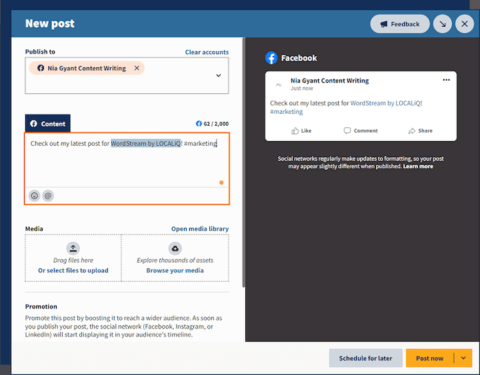 New post
Feedback
Publish to
Clear accounts
Nia Gyant Content Writing
Content
62 / 2,000
Check out my latest post for WordStream by LOCALiQ! #marketing
Media
Open media library
Drag files here
Or select files to upload
Explore thousands of assets
Browse your media
Promotion
Promote this post by boosting it to reach a wider audience. As soon as
you publish your post, the social network (Facebook, Instagram, or
LinkedIn) will start displaying it in your audience's timeline.
Facebook
Nia Gyant Content Writing
Just now
Check out my latest post for WordStream by LOCALiQ!
#marketing
Like
Comment
Share
Social networks regularly make updates to formatting, so your post
may appear slightly different when published. Learn more
Schedule for later
Post now